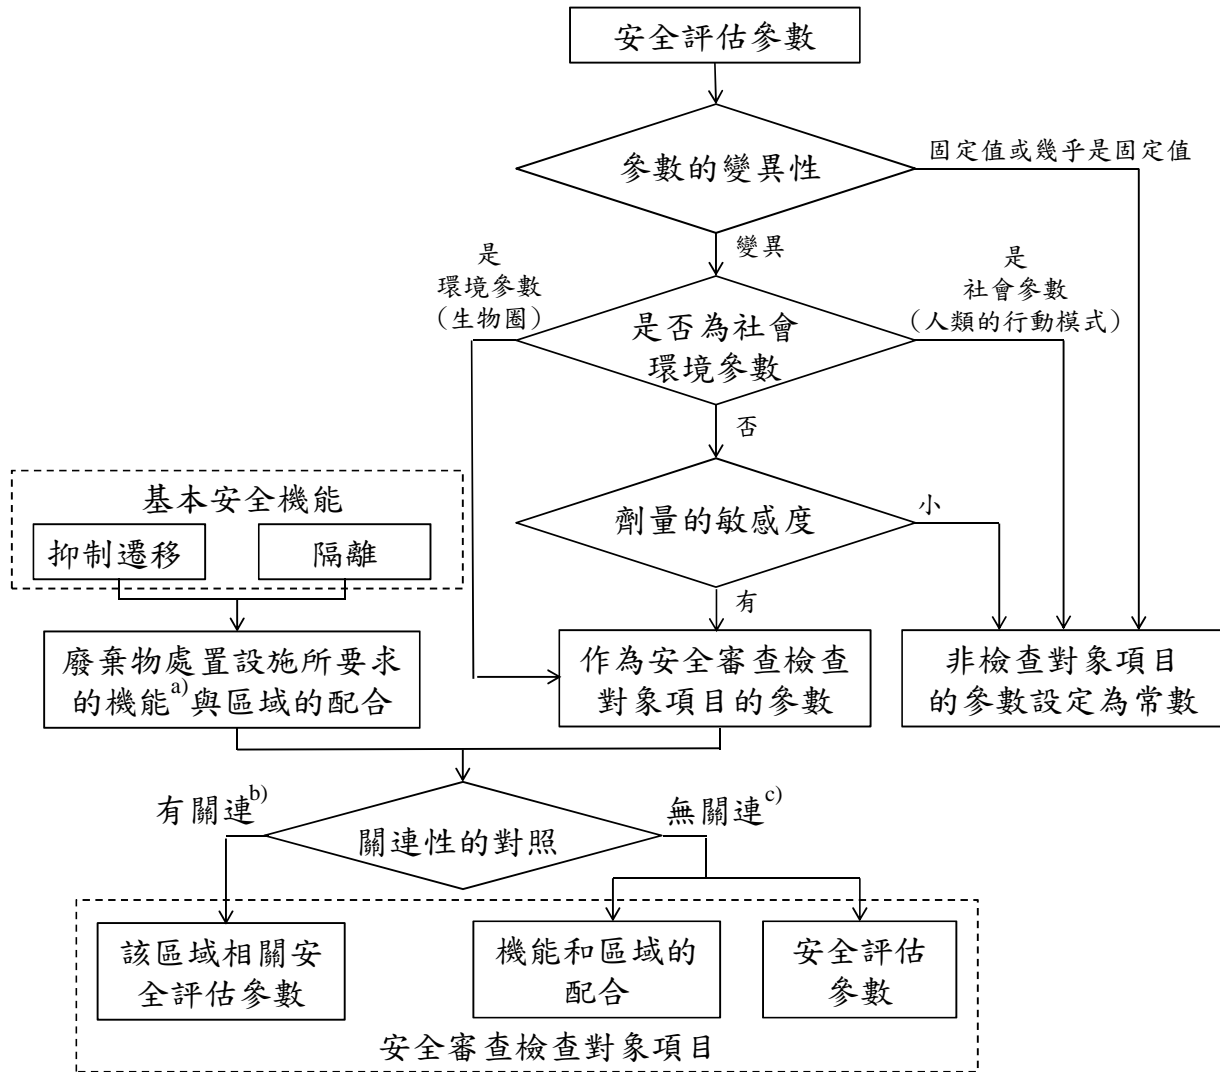 安全評估參數
參數的變異性
固定值或幾乎是固定值
變異
是
環境參數
（生物圈）
是否為社會
環境參數
是
社會參數
（人類的行動模式）
否
劑量的敏感度
小
有
基本安全機能
抑制遷移
隔離
廢棄物處置設施所要求
的機能a)與區域的配合
作為安全審查檢查
對象項目的參數
非檢查對象項目
的參數設定為常數
有關連b)
關連性的對照
無關連c)
該區域相關安
全評估參數
機能和區域的
配合
安全評估
參數
安全審查檢查對象項目